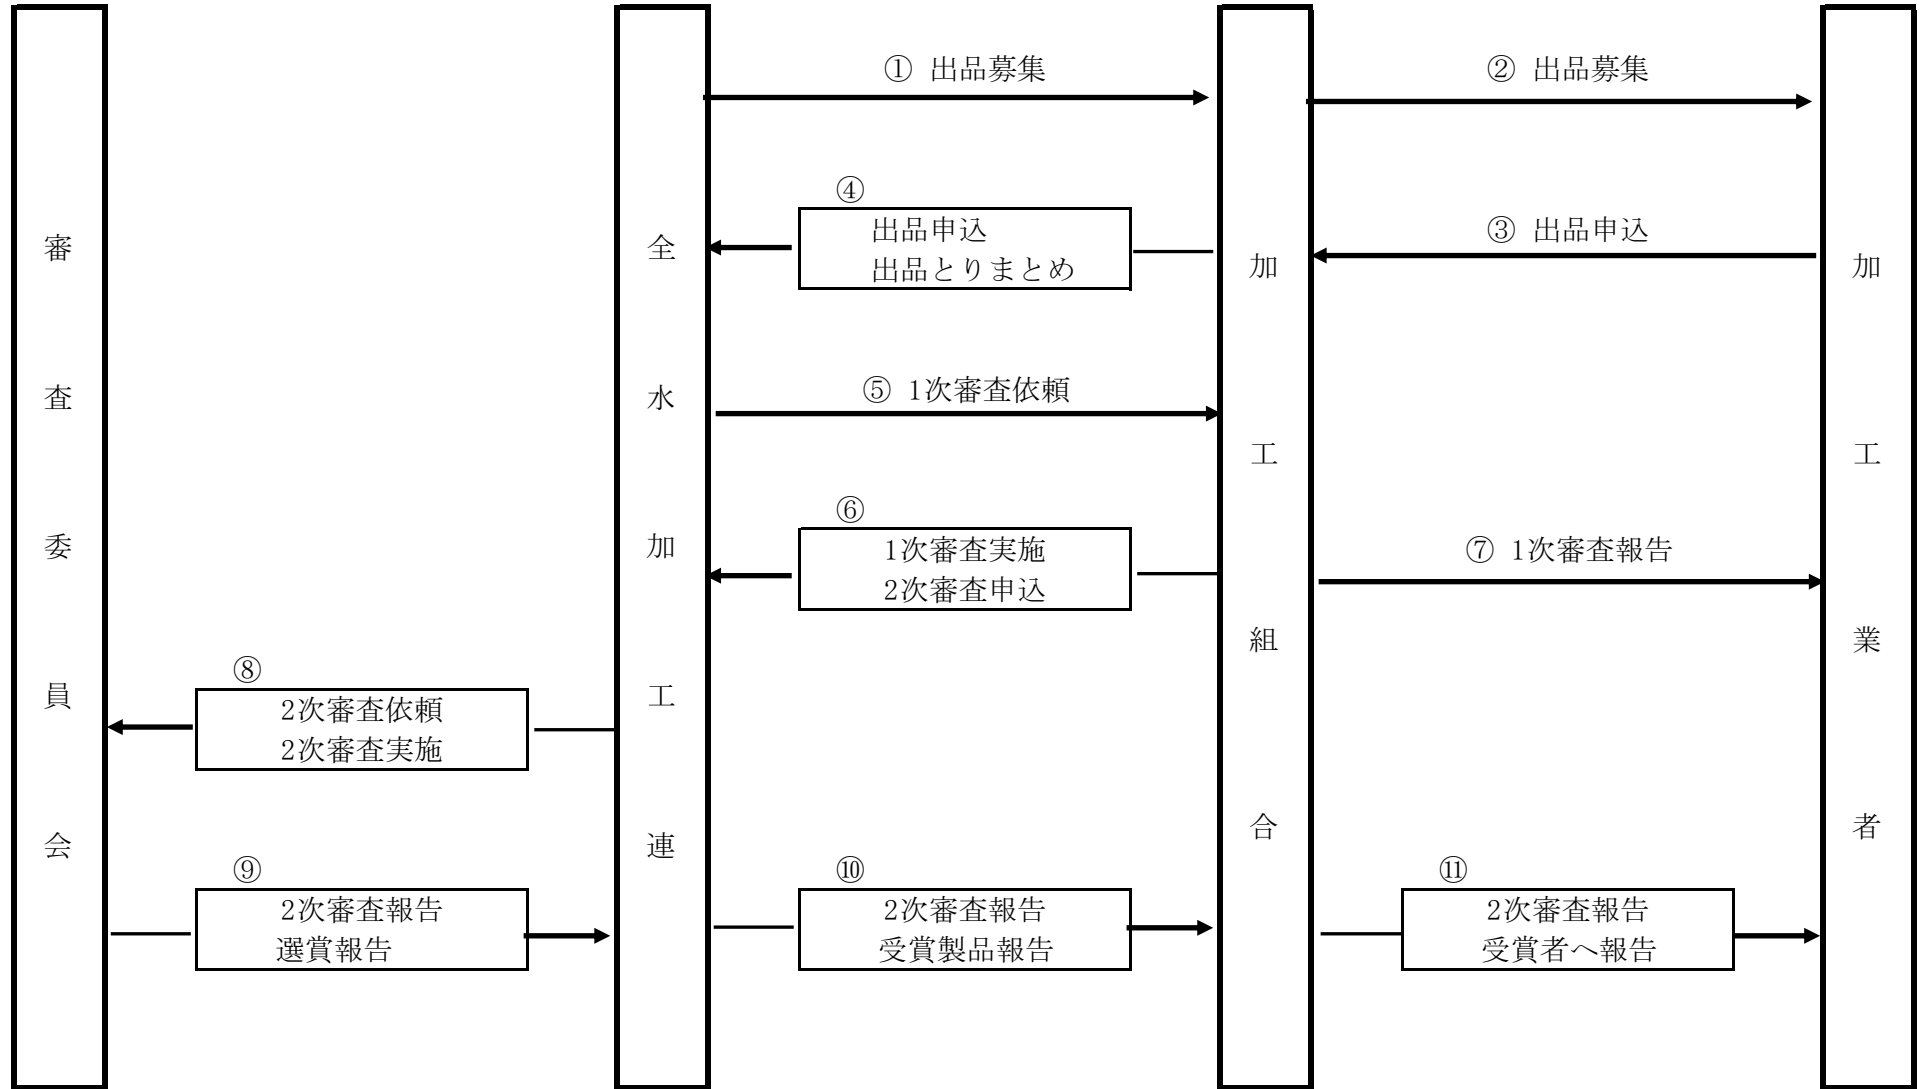 ① 出品募集
② 出品募集
④
出品申込
出品とりまとめ
③ 出品申込
⑤ 1次審査依頼
⑥
1次審査実施
2次審査申込
⑦ 1次審査報告
⑧
2次審査依頼
2次審査実施
⑨
2次審査報告
選賞報告
⑩
2次審査報告
受賞製品報告
⑪
2次審査報告
受賞者へ報告
審査委員会
全水加工連
加工組合
加工業者